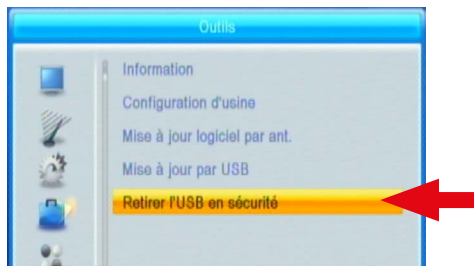 Outils
Information
Configuration d'usine
Mise à jour logiciel par ant.
Mise à jour par USB
Retirer l'USB en sécurité